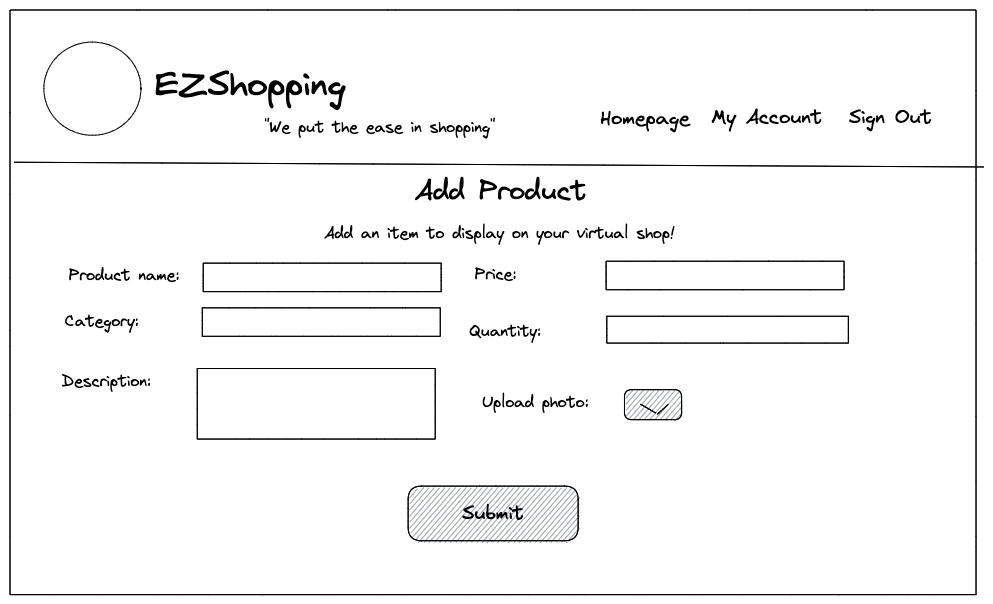 EZShopping
"We put the ease in shopping"
Homepage My Account Sign Out
Add Product
Add an item to display on your virtual shop!
Product name: Price:
Category: Quantity:
Description: Upload photo:
Submit